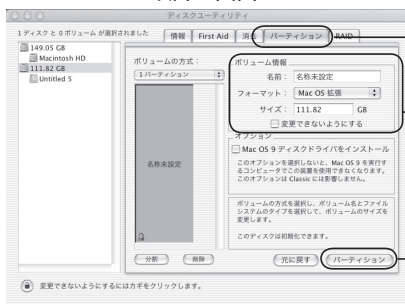 ディスクユーティリティ
1 ディスク と 0 ボリューム が選択されました
情報 First Aid 消去 パーティション RAID
149.05 GB
Macintosh HD
111.82 GB
Untitled 5
ボリュームの方式：
1 パーティション
名称未設定
分割 削除
ボリューム情報
名前： 名称未設定
フォーマット： Mac OS 拡張
サイズ： 111.82 GB
変更できないようにする
オプション
Mac OS 9 ディスクドライバをインストール
このオプションを選択しないと、Mac OS 9 を実行す
るコンピュータでこの装置を使用できなくなります。
このオプションは Classic には影響しません。
ボリュームの方式を選択し、ボリューム名とファイル
システムのタイプを選択して、ボリュームのサイズを
変更します。
このディスクは初期化できます。
元に戻す パーティション
変更できないようにするにはカギをクリックします。